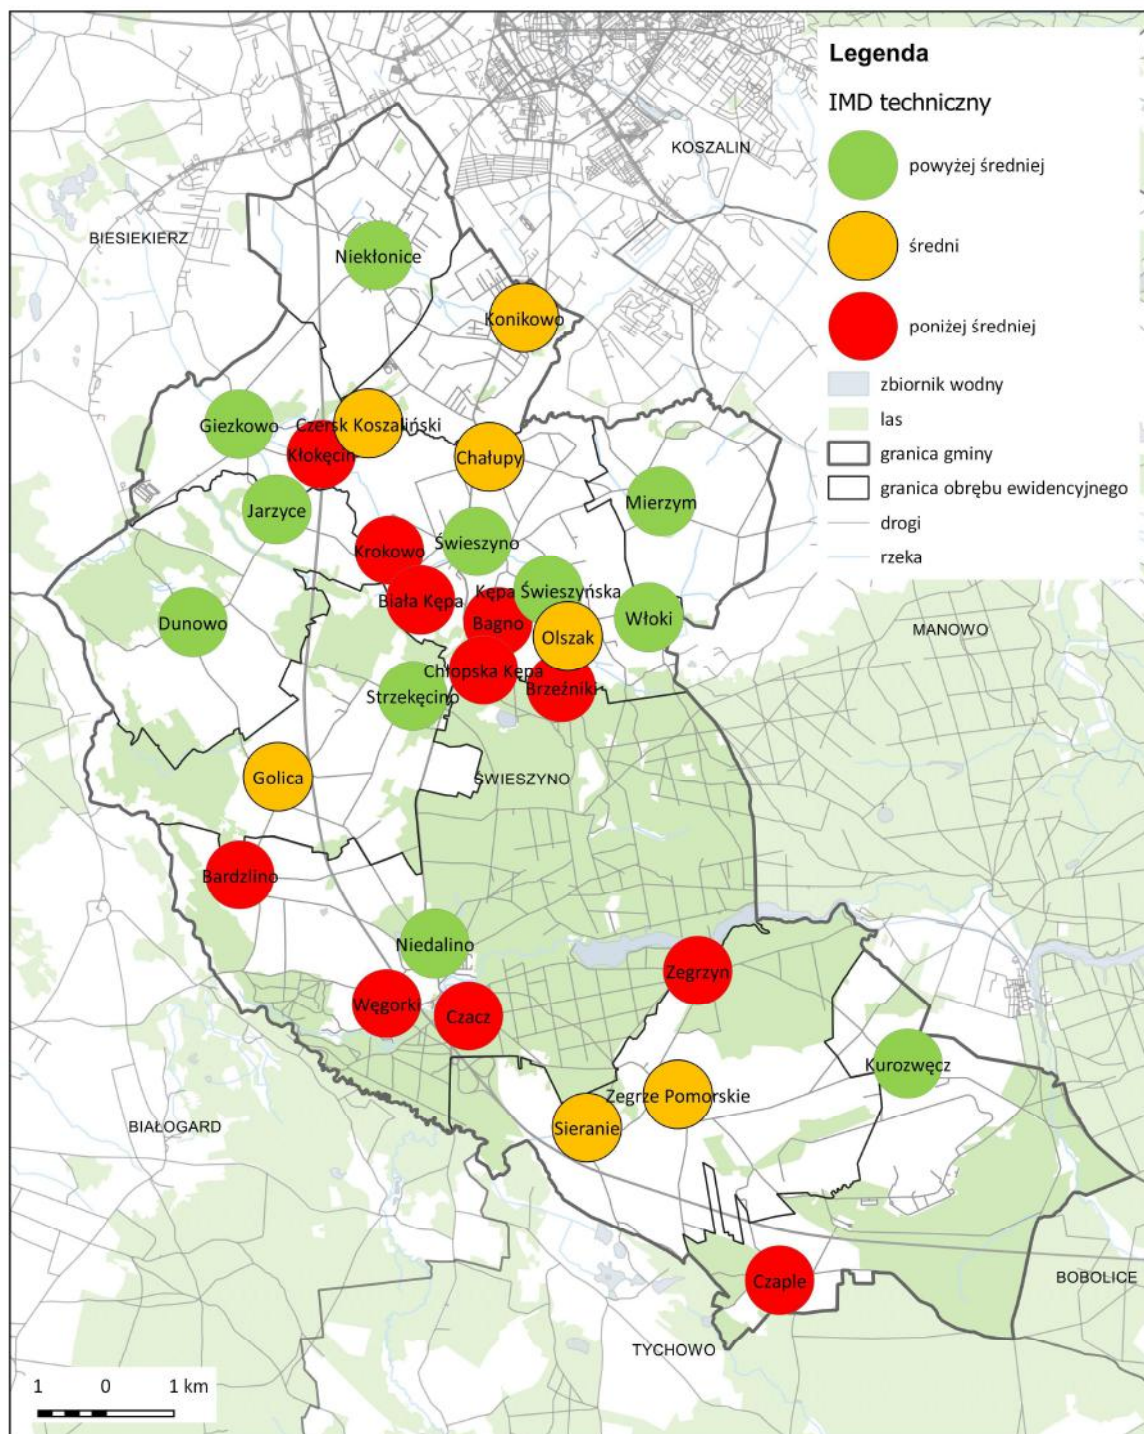 Legenda
IMD techniczny
powyżej średniej
średni
poniżej średniej
zbiornik wodny
las
granica gminy
granica obrębu ewidencyjnego
drogi
rzeka
KOSZALIN
BIESIEKIERZ
Niekłonice
Konikowo
Giezkowo
Czersk Koszaliński
Kłokęcin
Chałupy
Jarzyce
Mierzym
Krokowo
Świeszyno
Biała Kępa
Kępa Świeszyńska
Bagno
Włoki
Dunowo
Olszak
MANOWO
Chłopska Kępa
Brzeźniki
Strzekęcino
Golica
ŚWIESZYNO
Bardzlino
Niedalino
Zegrzyn
Węgorki
Czacz
Kurozwęcz
Zegrze Pomorskie
Sieranie
BIAŁOGARD
Czaple
BOBOLICE
TYCHOWO
1 0 1 km